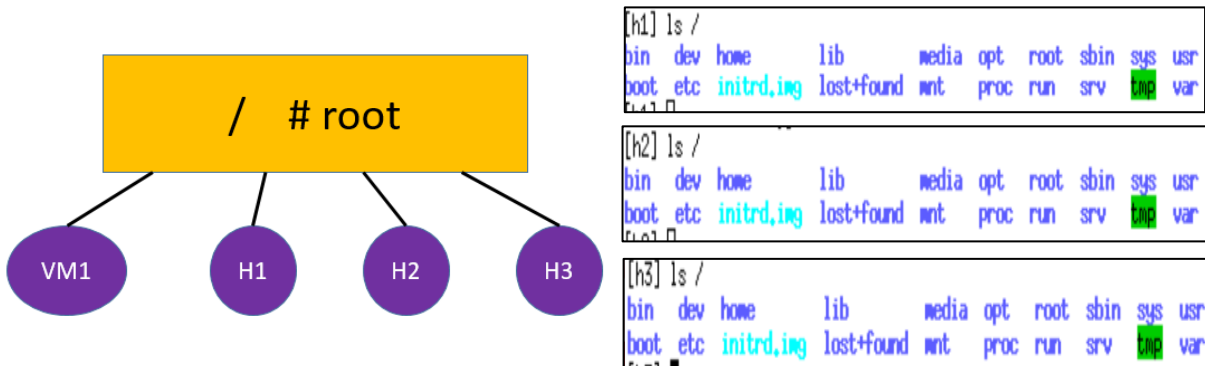 / # root
VM1 H1 H2 H3
[h1] ls /
bin dev home lib media opt root sbin sys usr
boot etc initrd.img lost+found mnt proc run srv tmp var
[h2] ls /
bin dev home lib media opt root sbin sys usr
boot etc initrd.img lost+found mnt proc run srv tmp var
[h3] ls /
bin dev home lib media opt root sbin sys usr
boot etc initrd.img lost+found mnt proc run srv tmp var